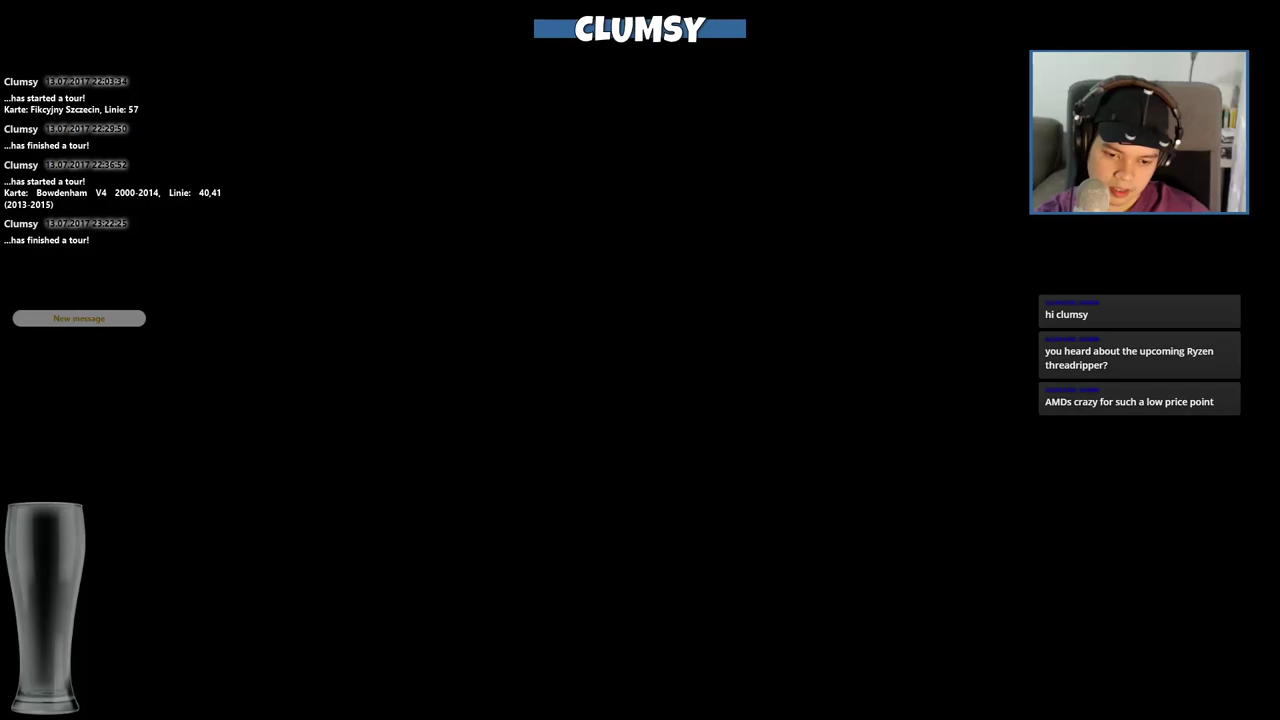 CLUMSY
Clumsy 13.07.2017 22:03:34
...has started a tour!
Karte: Fikcyjny Szczecin, Linie: 57
Clumsy 13.07.2017 22:29:50
...has finished a tour!
Clumsy 13.07.2017 22:36:52
...has started a tour!
Karte: Bowdenham V4 2000-2014, Linie: 40,41
(2013-2015)
Clumsy 13.07.2017 23:22:25
...has finished a tour!
New message
hi clumsy
you heard about the upcoming Ryzen
threadripper?
AMDs crazy for such a low price point